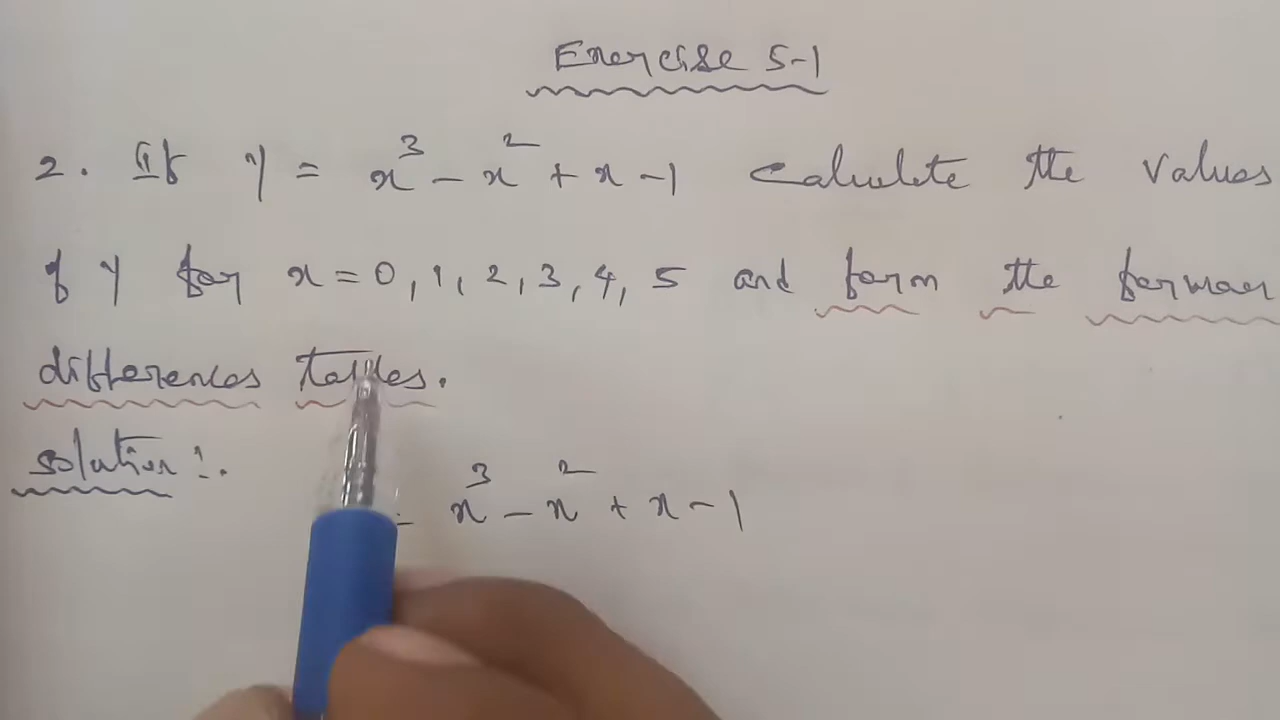 Exercise 5-1
2. If y = x³ - x² + x - 1 Calculate the values
of y for x = 0, 1, 2, 3, 4, 5 and form the forward
differences tables.
solution :.
= x³ - x² + x - 1